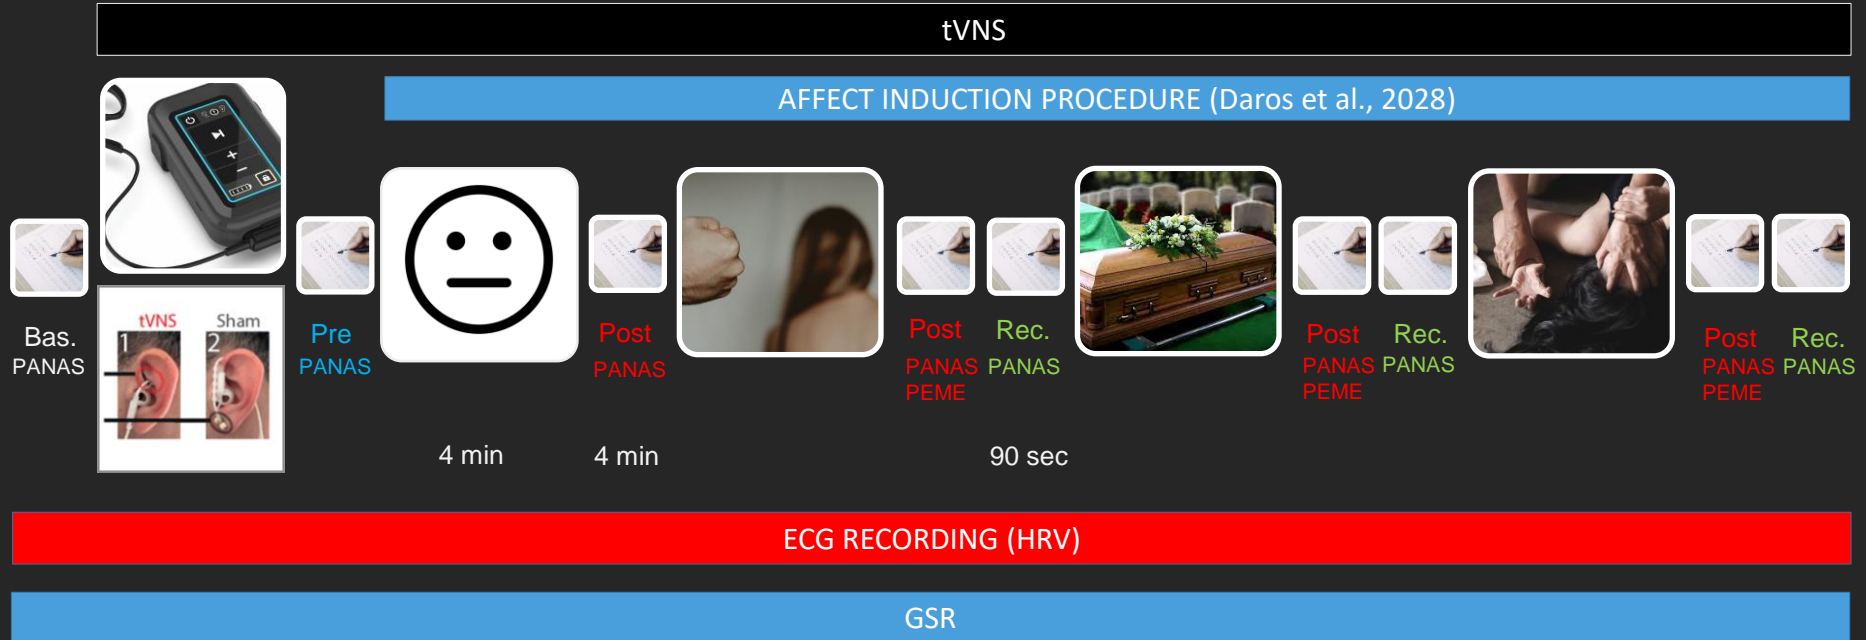 tVNS
AFFECT INDUCTION PROCEDURE (Daros et al., 2028)
tVNS Sham
1 2
Bas.
PANAS
Pre
PANAS
Post
PANAS
Post
PANAS
PEME
Rec.
PANAS
Post
PANAS
PEME
Rec.
PANAS
Post
PANAS
PEME
Rec.
PANAS
4 min
4 min
90 sec
ECG RECORDING (HRV)
GSR